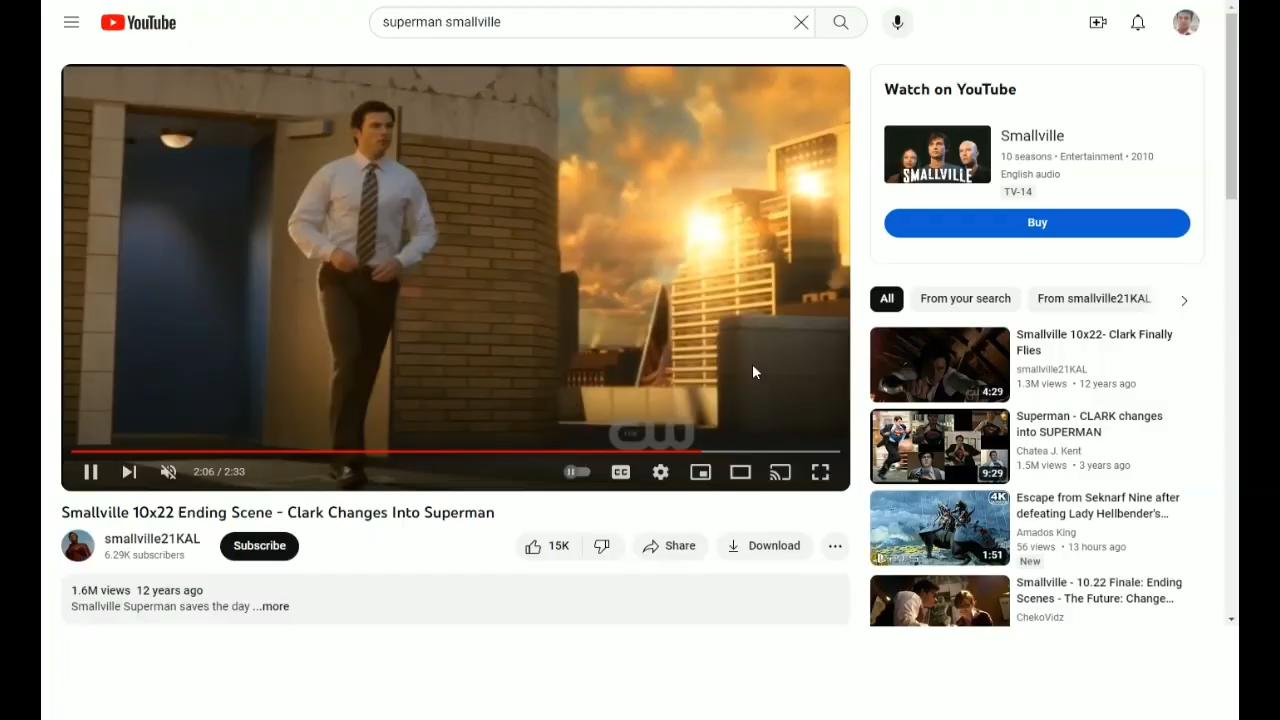 YouTube
superman smallville
CW
2:06 / 2:33
CC
Smallville 10x22 Ending Scene - Clark Changes Into Superman
smallville21KAL
6.29K subscribers
Subscribe
15K
Share
Download
1.6M views 12 years ago
Smallville Superman saves the day ...more
Watch on YouTube
SMALLVILLE
Smallville
10 seasons • Entertainment • 2010
English audio
TV-14
Buy
All
From your search
From smallville21KAL
Smallville 10x22- Clark Finally
Flies
smallville21KAL
1.3M views • 12 years ago
4:29
Superman - CLARK changes
into SUPERMAN
Chatea J. Kent
1.5M views • 3 years ago
9:29
Escape from Seknarf Nine after
defeating Lady Hellbender's...
Amados King
56 views • 13 hours ago
New
4K
1:51
Smallville - 10.22 Finale: Ending
Scenes - The Future: Change...
ChekoVidz